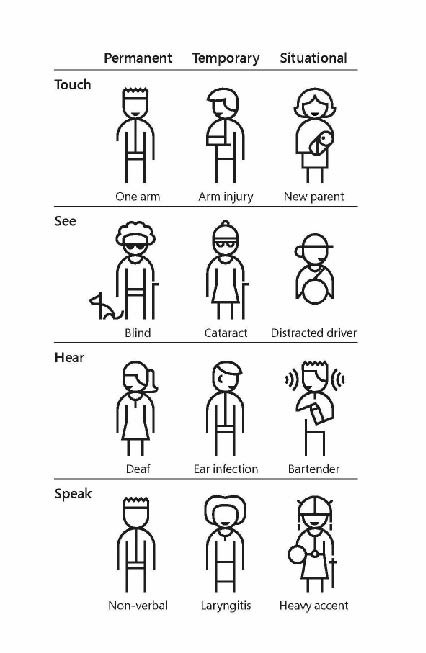 Permanent Temporary Situational
Touch
One arm Arm injury New parent
See
Blind Cataract Distracted driver
Hear
Deaf Ear infection Bartender
Speak
Non-verbal Laryngitis Heavy accent